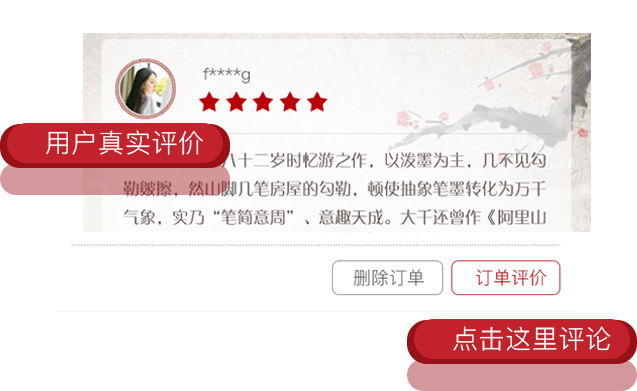 f****g
用户真实评价
八十二岁时忆游之作，以泼墨为主，几不见勾
勒皴擦，然山脚几笔房屋的勾勒，顿使抽象笔墨转化为万千
气象，实乃“笔简意周”、意趣天成。大千还曾作《阿里山
删除订单
订单评价
点击这里评论